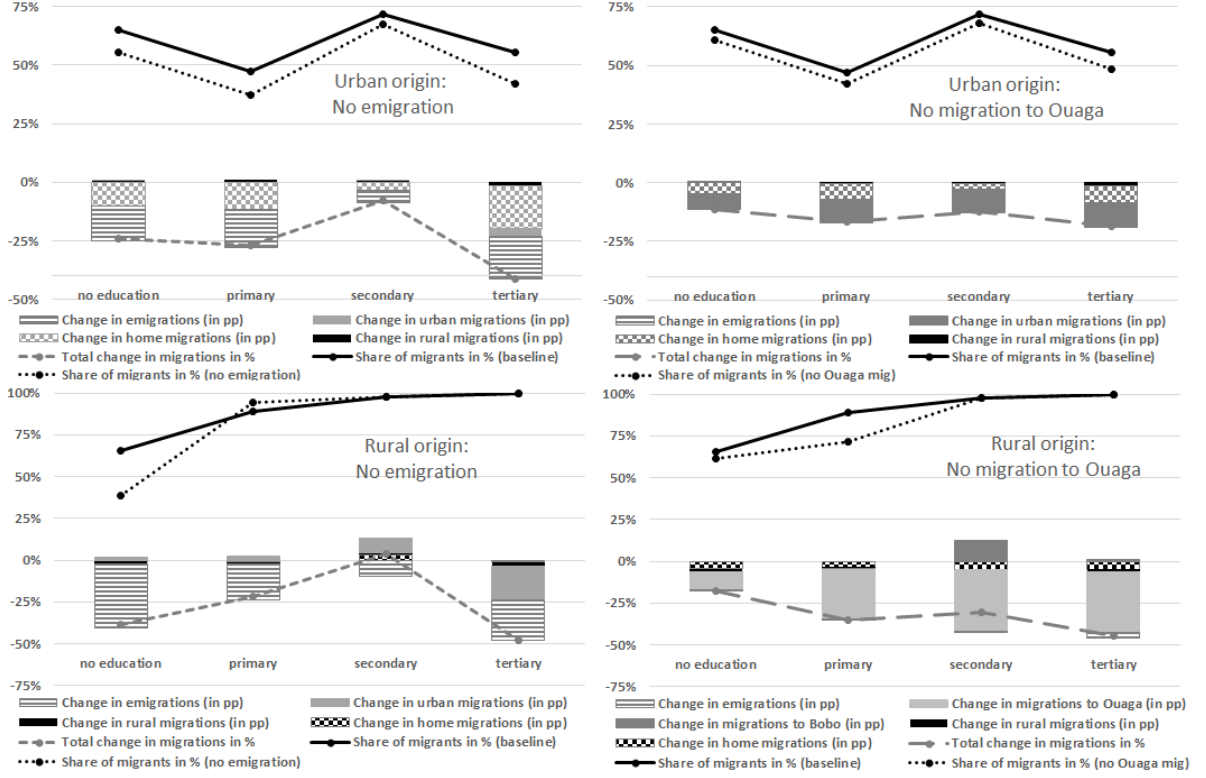 75%
50%
25%
0%
-25%
-50%
Urban origin:
No emigration
no education primary secondary tertiary
Change in emigrations (in pp) Change in urban migrations (in pp)
Change in home migrations (in pp) Change in rural migrations (in pp)
Total change in migrations in % Share of migrants in % (baseline)
Share of migrants in % (no emigration)
75%
50%
25%
0%
-25%
-50%
Urban origin:
No migration to Ouaga
no education primary secondary tertiary
Change in emigrations (in pp) Change in urban migrations (in pp)
Change in home migrations (in pp) Change in rural migrations (in pp)
Total change in migrations in % Share of migrants in % (baseline)
Share of migrants in % (no Ouaga mig)
100%
75%
50%
25%
0%
-25%
-50%
-75%
Rural origin:
No emigration
no education primary secondary tertiary
Change in emigrations (in pp) Change in urban migrations (in pp)
Change in rural migrations (in pp) Change in home migrations (in pp)
Total change in migrations in % Share of migrants in % (baseline)
Share of migrants in % (no emigration)
100%
75%
50%
25%
0%
-25%
-50%
-75%
Rural origin:
No migration to Ouaga
no education primary secondary tertiary
Change in emigrations (in pp) Change in migrations to Ouaga (in pp)
Change in migrations to Bobo (in pp) Change in rural migrations (in pp)
Change in home migrations (in pp) Total change in migrations in %
Share of migrants in % (baseline) Share of migrants in % (no Ouaga mig)